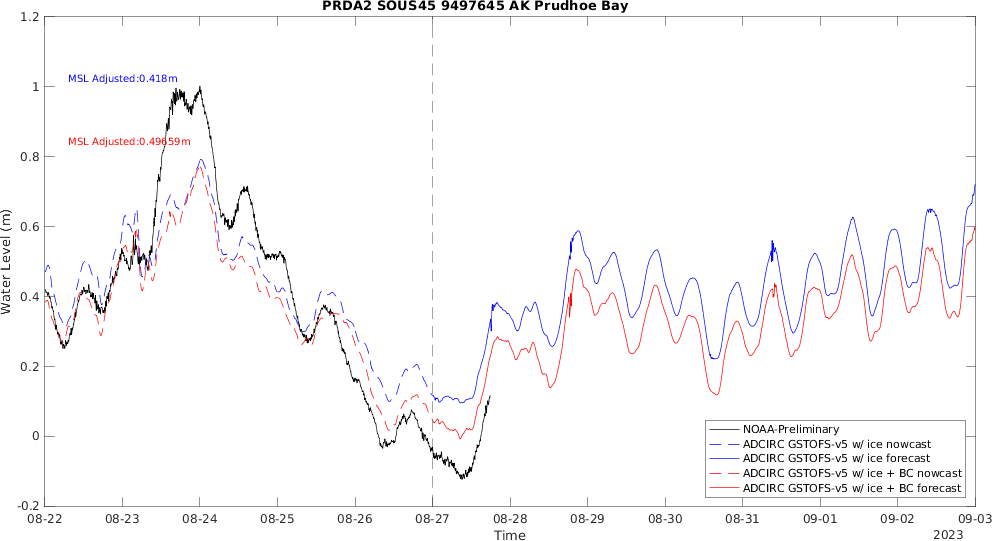 PRDA2 SOUS45 9497645 AK Prudhoe Bay
1.2
1
0.8
0.6
0.4
0.2
0
-0.2
Water Level (m)
MSL Adjusted:0.418m
MSL Adjusted:0.49659m
NOAA-Preliminary
ADCIRC GSTOFS-v5 w/ ice nowcast
ADCIRC GSTOFS-v5 w/ ice forecast
ADCIRC GSTOFS-v5 w/ ice + BC nowcast
ADCIRC GSTOFS-v5 w/ ice + BC forecast
08-22 08-23 08-24 08-25 08-26 08-27 08-28 08-29 08-30 08-31 09-01 09-02 09-03
Time
2023